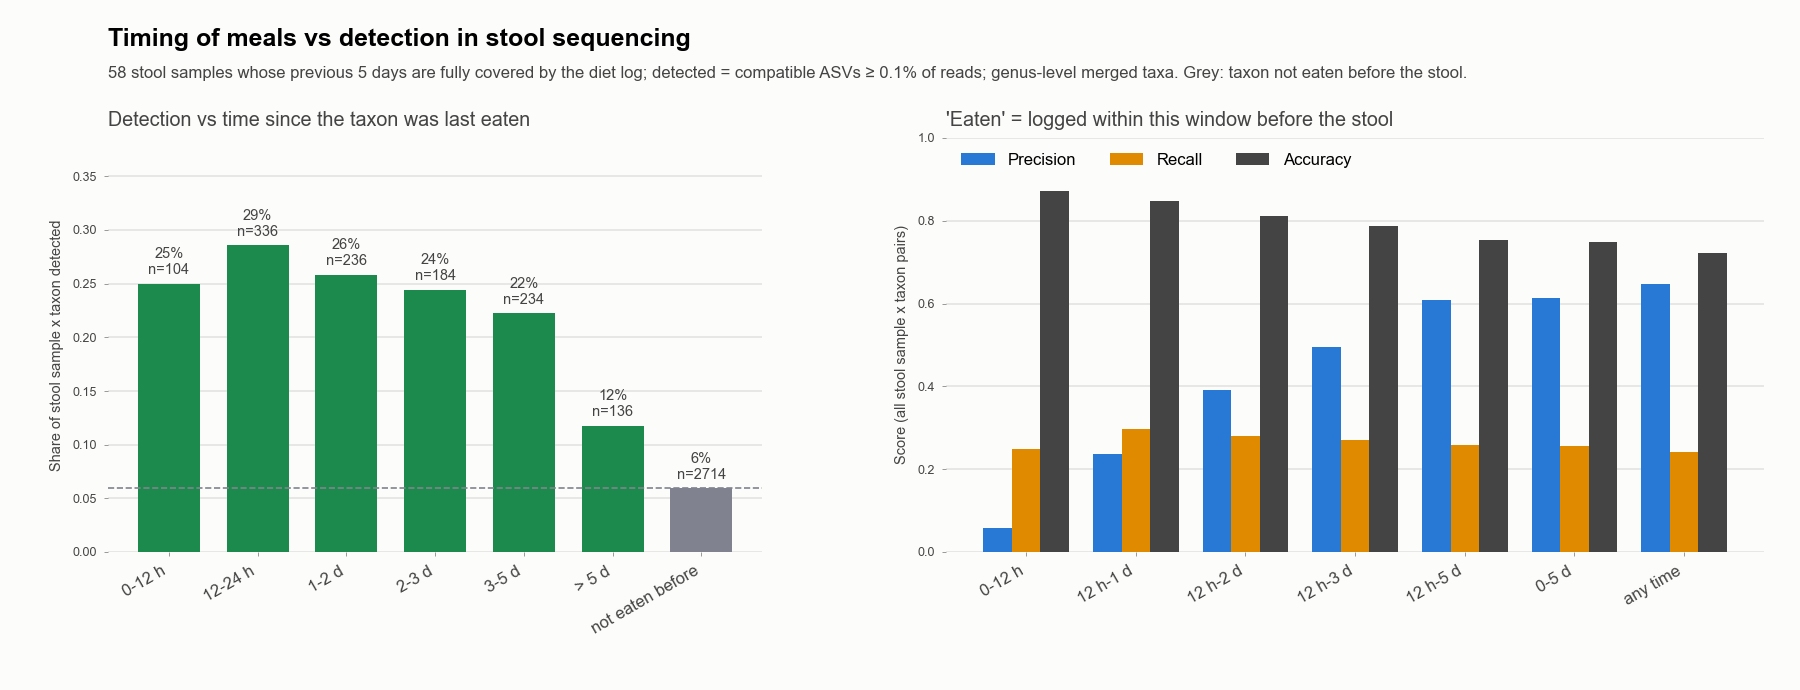 Timing of meals vs detection in stool sequencing
58 stool samples whose previous 5 days are fully covered by the diet log; detected = compatible ASVs ≥ 0.1% of reads; genus-level merged taxa. Grey: taxon not eaten before the stool.
Detection vs time since the taxon was last eaten
Share of stool sample x taxon detected
0.35
0.30
0.25
0.20
0.15
0.10
0.05
0.00
25%
n=104
29%
n=336
26%
n=236
24%
n=184
22%
n=234
12%
n=136
6%
n=2714
0-12 h
12-24 h
1-2 d
2-3 d
3-5 d
> 5 d
not eaten before
'Eaten' = logged within this window before the stool
Precision
Recall
Accuracy
Score (all stool sample x taxon pairs)
1.0
0.8
0.6
0.4
0.2
0.0
0-12 h
12 h-1 d
12 h-2 d
12 h-3 d
12 h-5 d
0-5 d
any time